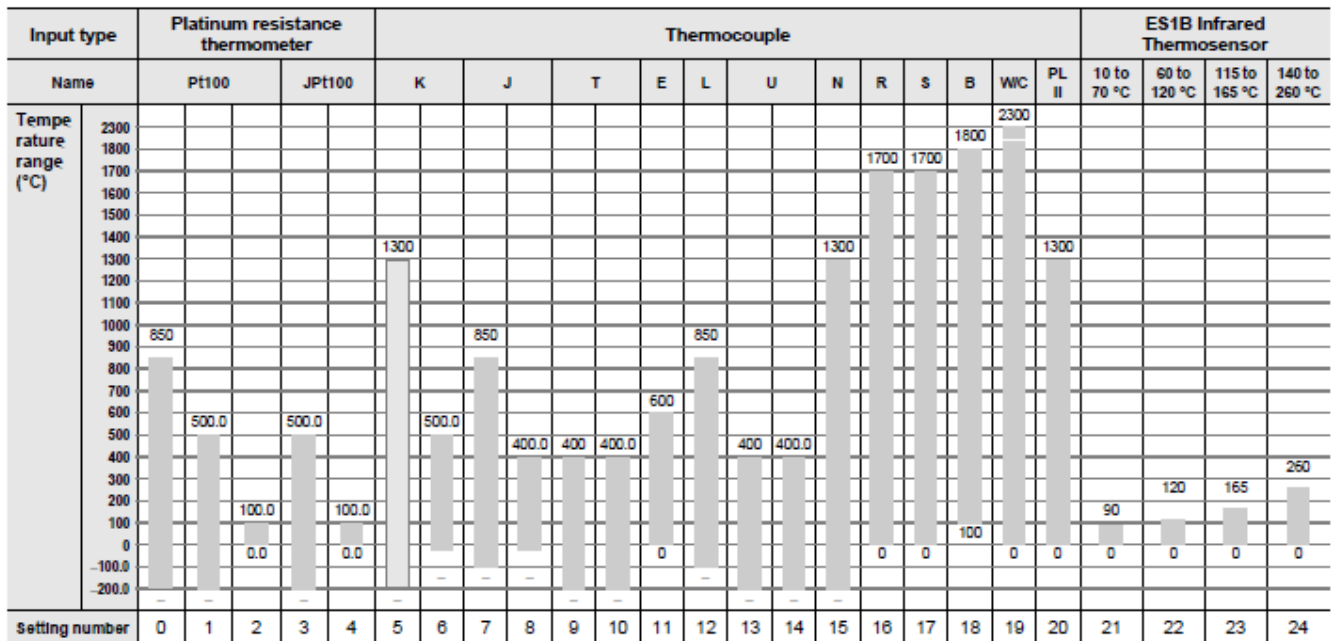 Input type Platinum resistance thermometer Thermocouple ES1B Infrared Thermosensor
Name Pt100 JPt100 K J T E L U N R S B W/C PL II 10 to 70 °C 60 to 120 °C 115 to 165 °C 140 to 260 °C
Tempe
rature
range
(°C)
2300 2300
1800 1800
1700 1700 1700
1600
1500
1400
1300 1300 1300 1300
1200
1100
1000
900 850 850 850
800
700
600 600
500 500.0 500.0 500.0
400 400.0 400 400.0 400 400.0
300
200 120 165 260
100 100.0 100.0 100 90
0 0.0 0.0 0 0 0 0 0 0 0 0 0
–100.0 – – –
–200.0 – – – – – – – – –
Setting number 0 1 2 3 4 5 6 7 8 9 10 11 12 13 14 15 16 17 18 19 20 21 22 23 24